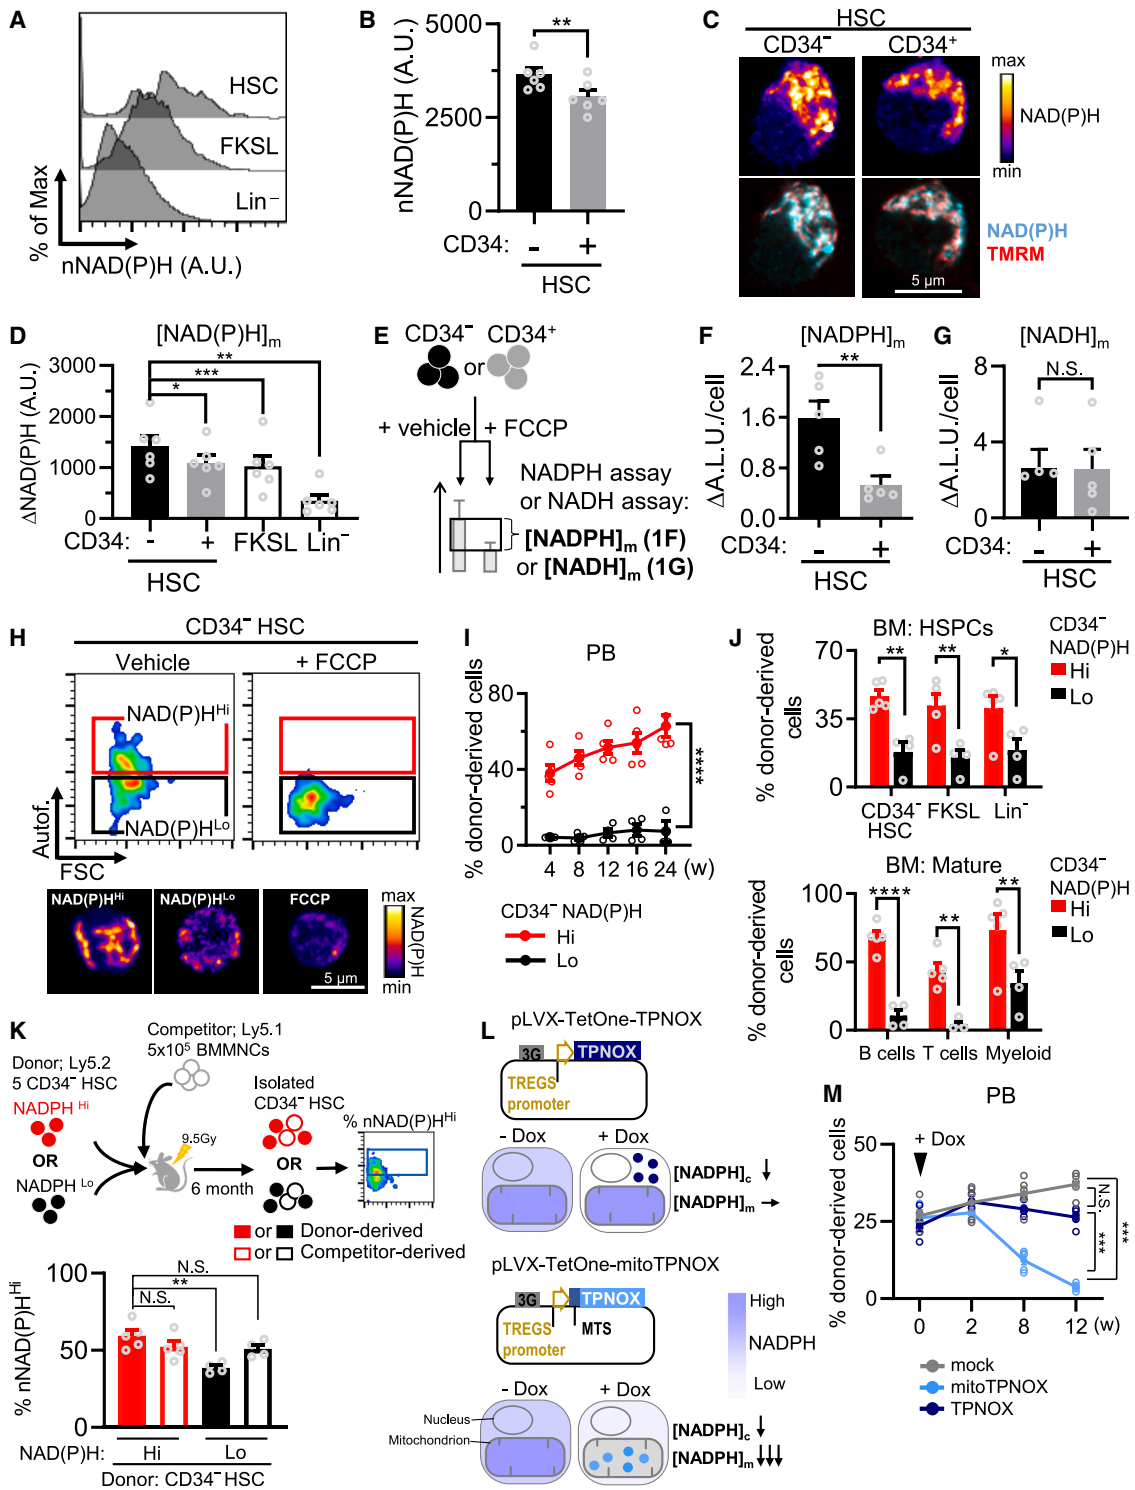 A
HSC
FKSL
Lin⁻
% of Max
nNAD(P)H (A.U.)
B
nNAD(P)H (A.U.)
5000
2500
0
**
CD34: - +
HSC
C
HSC
CD34⁻ CD34⁺
max
NAD(P)H
min
NAD(P)H
TMRM
5 µm
D
[NAD(P)H]m
ΔNAD(P)H (A.U.)
3000
2000
1000
0
**
***
*
CD34: - + FKSL Lin⁻
HSC
E
CD34⁻ or CD34⁺
+ vehicle + FCCP
NADPH assay
or NADH assay:
[NADPH]m (1F)
or [NADH]m (1G)
F
[NADPH]m
ΔA.L.U./cell
2.4
1.6
0.8
0
**
CD34: - +
HSC
G
[NADH]m
ΔA.L.U./cell
8
4
0
N.S.
CD34: - +
HSC
H
CD34⁻ HSC
Vehicle + FCCP
NAD(P)HHi
NAD(P)HLo
Autof.
FSC
NAD(P)HHi NAD(P)HLo FCCP
5 µm
max
NAD(P)H
min
I
PB
% donor-derived cells
80
40
0
****
4 8 12 16 24 (w)
CD34⁻ NAD(P)H
Hi
Lo
J
BM: HSPCs
CD34⁻
NAD(P)H
Hi
Lo
% donor-derived cells
70
35
0
** ** *
CD34⁻ HSC FKSL Lin⁻
BM: Mature
CD34⁻
NAD(P)H
Hi
Lo
% donor-derived cells
100
50
0
**** ** **
B cells T cells Myeloid
K
Competitor; Ly5.1
5x10⁵ BMMNCs
Donor; Ly5.2
5 CD34⁻ HSC
NADPH Hi
OR
NADPH Lo
9.5Gy
6 month
Isolated
CD34⁻ HSC
OR
% nNAD(P)HHi
or Donor-derived
or Competitor-derived
% nNAD(P)HHi
100
50
0
N.S.
**
N.S.
NAD(P)H: Hi Lo
Donor: CD34⁻ HSC
L
pLVX-TetOne-TPNOX
3G TPNOX
TREGS
promoter
- Dox + Dox
[NADPH]c ↓
[NADPH]m →
pLVX-TetOne-mitoTPNOX
3G TPNOX
TREGS MTS
promoter
High
NADPH
Low
- Dox + Dox
Nucleus
Mitochondrion
[NADPH]c ↓
[NADPH]m ↓↓↓
M
PB
% donor-derived cells
+ Dox
50
25
0
N.S.
***
***
0 2 8 12 (w)
mock
mitoTPNOX
TPNOX